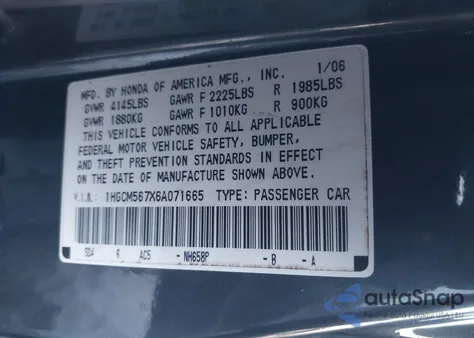 MFD. BY HONDA OF AMERICA MFG., INC. 1/06
GVWR 4145LBS GAWR F 2225LBS R 1985LBS
GVWR 1880KG GAWR F 1010KG R 900KG
THIS VEHICLE CONFORMS TO ALL APPLICABLE
FEDERAL MOTOR VEHICLE SAFETY, BUMPER,
AND THEFT PREVENTION STANDARDS IN EFFECT
ON THE DATE OF MANUFACTURE SHOWN ABOVE.
V.I.N.: 1HGCM567X6A071665 TYPE: PASSENGER CAR
SDA 6 AC5 - NH658P - B - A
autoSnap